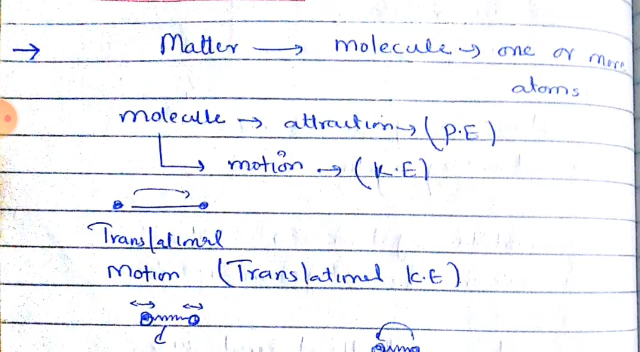 → Matter → molecule → one or more
atoms
molecule → attraction → (P.E)
motion → (K.E)
Translational
Motion (Translational K.E)